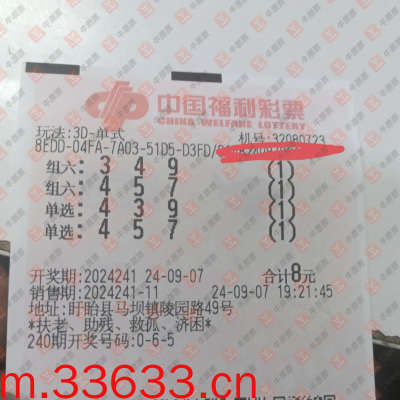 中国福利彩票
CHINA WELFARE LOTTERY
玩法:3D-单式 机号:32080723
8EDD-04FA-7A03-51D5-D3FD/
组六: 3 4 9 (1)
组六: 4 5 7 (1)
单选: 4 3 9 (1)
单选: 4 5 7 (1)
开奖期:2024241 24-09-07 合计8元
销售期:2024241-11 24-09-07 19:21:45
地址:盱眙县马坝镇陵园路49号
*扶老、助残、救孤、济困*
240期开奖号码:0-6-5
m.33633.cn